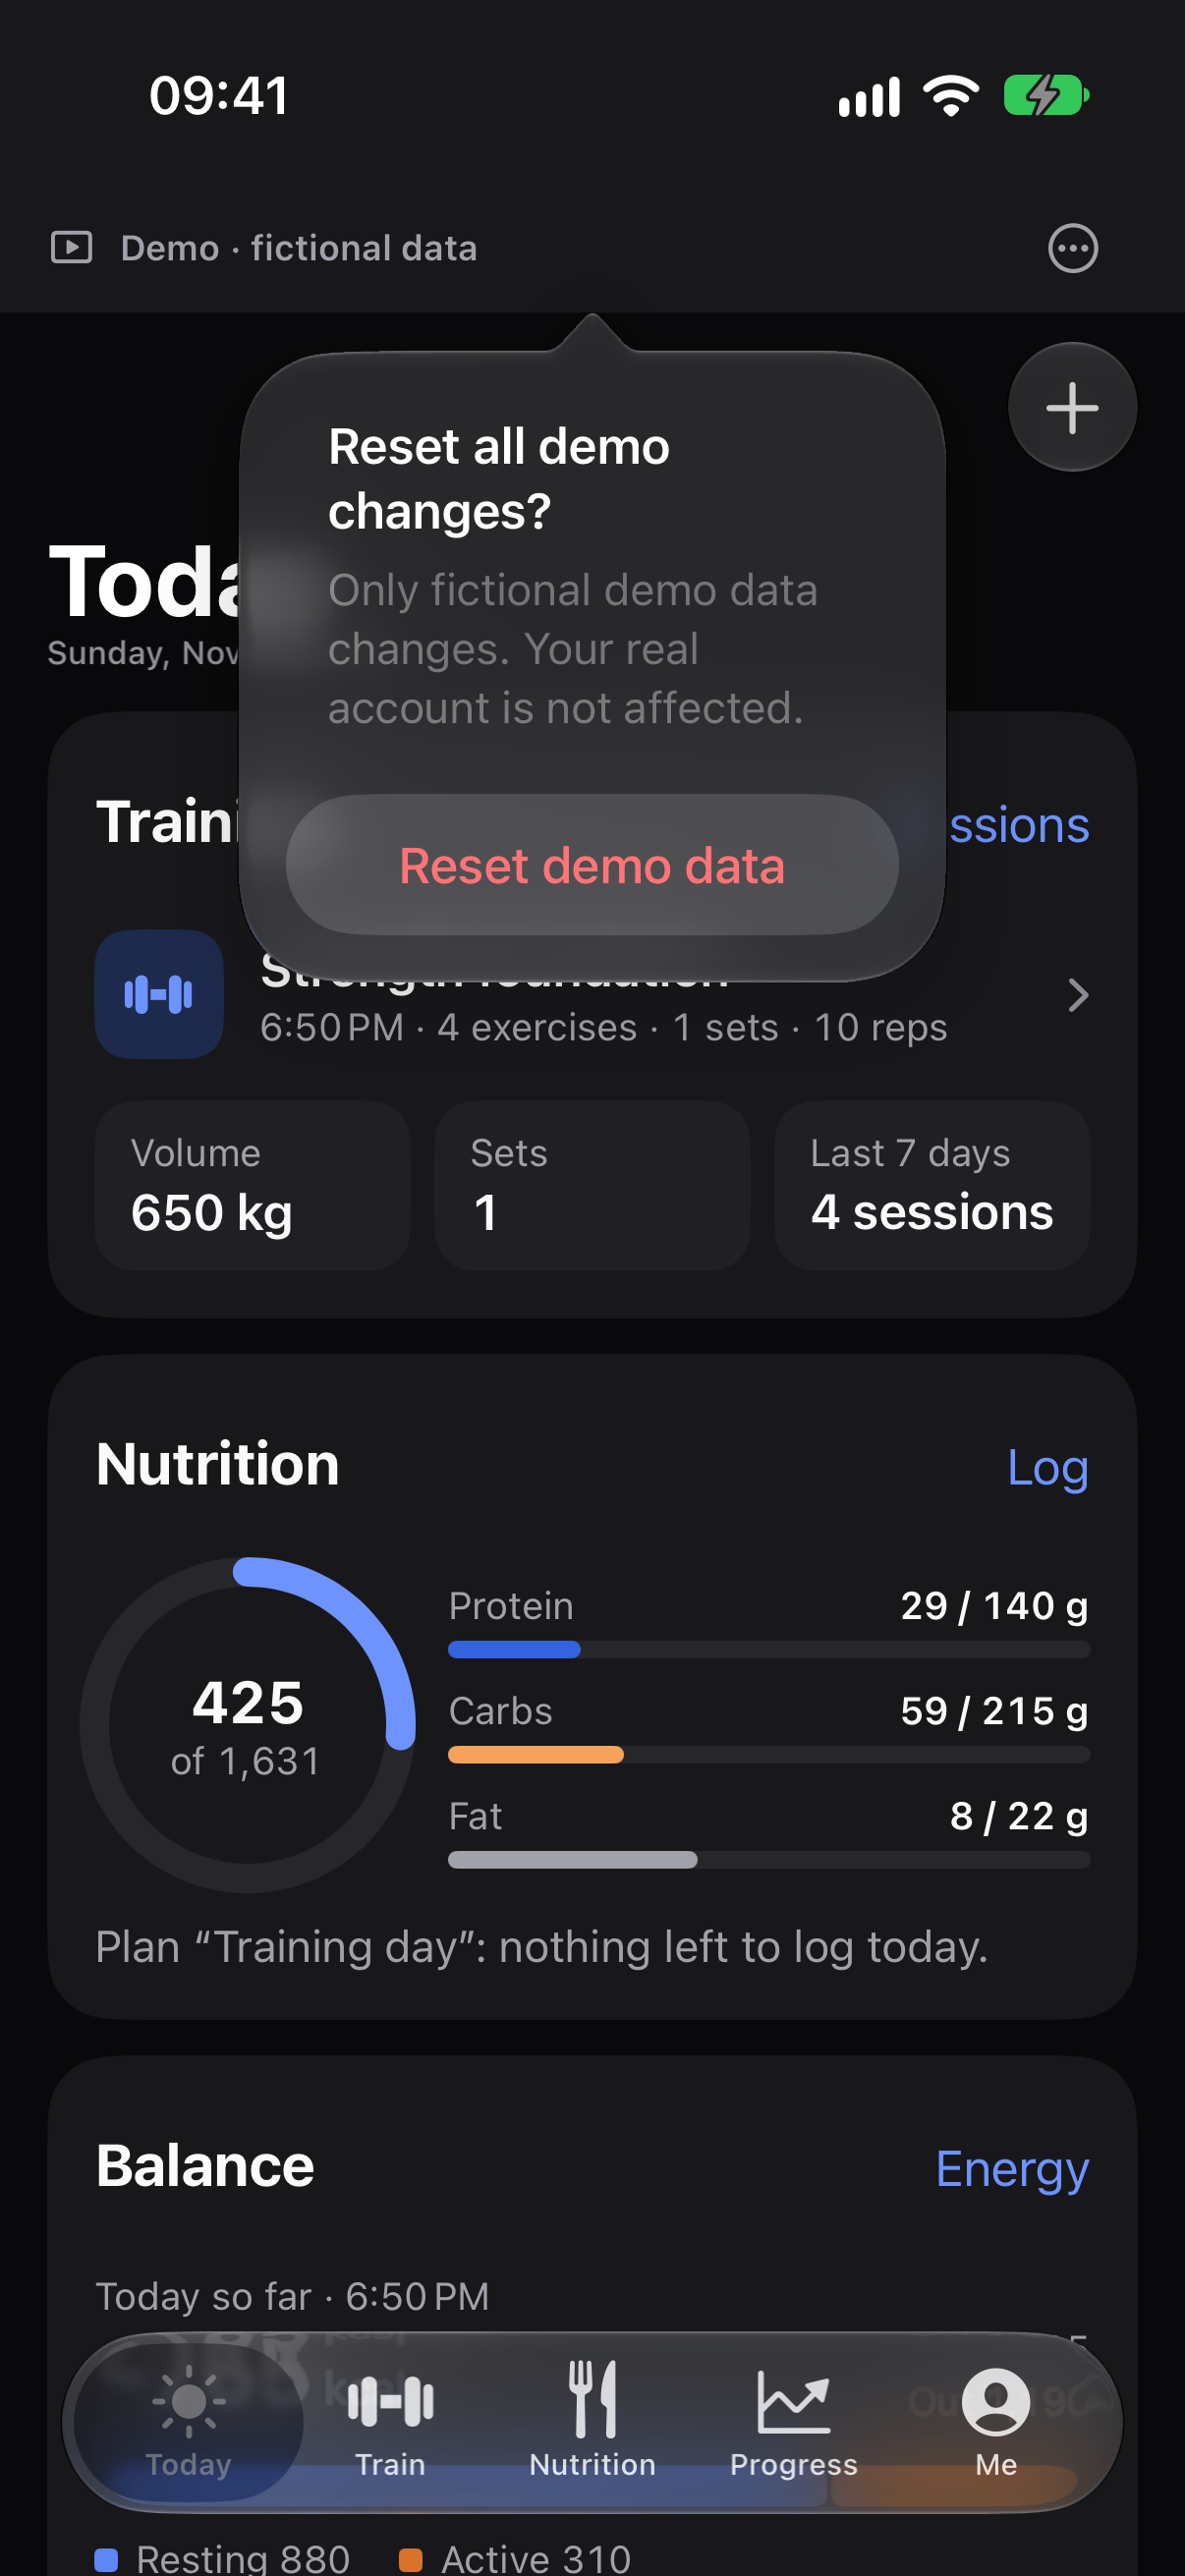 09:41
Demo · fictional data
Reset all demo
changes?
Only fictional demo data
changes. Your real
account is not affected.
Reset demo data
Sunday, Nov
6:50 PM · 4 exercises · 1 sets · 10 reps
Volume
650 kg
Sets
1
Last 7 days
4 sessions
Nutrition
Log
425
of 1,631
Protein
29 / 140 g
Carbs
59 / 215 g
Fat
8 / 22 g
Plan “Training day”: nothing left to log today.
Balance
Energy
Today so far · 6:50 PM
Today
Train
Nutrition
Progress
Me
Resting 880
Active 310